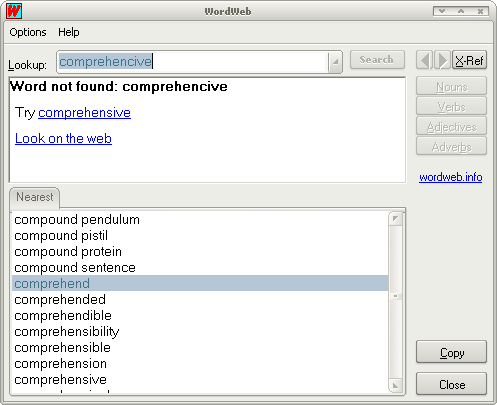 WordWeb
Options Help
Lookup: comprehencive Search X-Ref
Word not found: comprehencive
Try comprehensive
Look on the web
Nouns
Verbs
Adjectives
Adverbs
wordweb.info
Nearest
compound pendulum
compound pistil
compound protein
compound sentence
comprehend
comprehended
comprehendible
comprehensibility
comprehensible
comprehension
comprehensive
Copy
Close